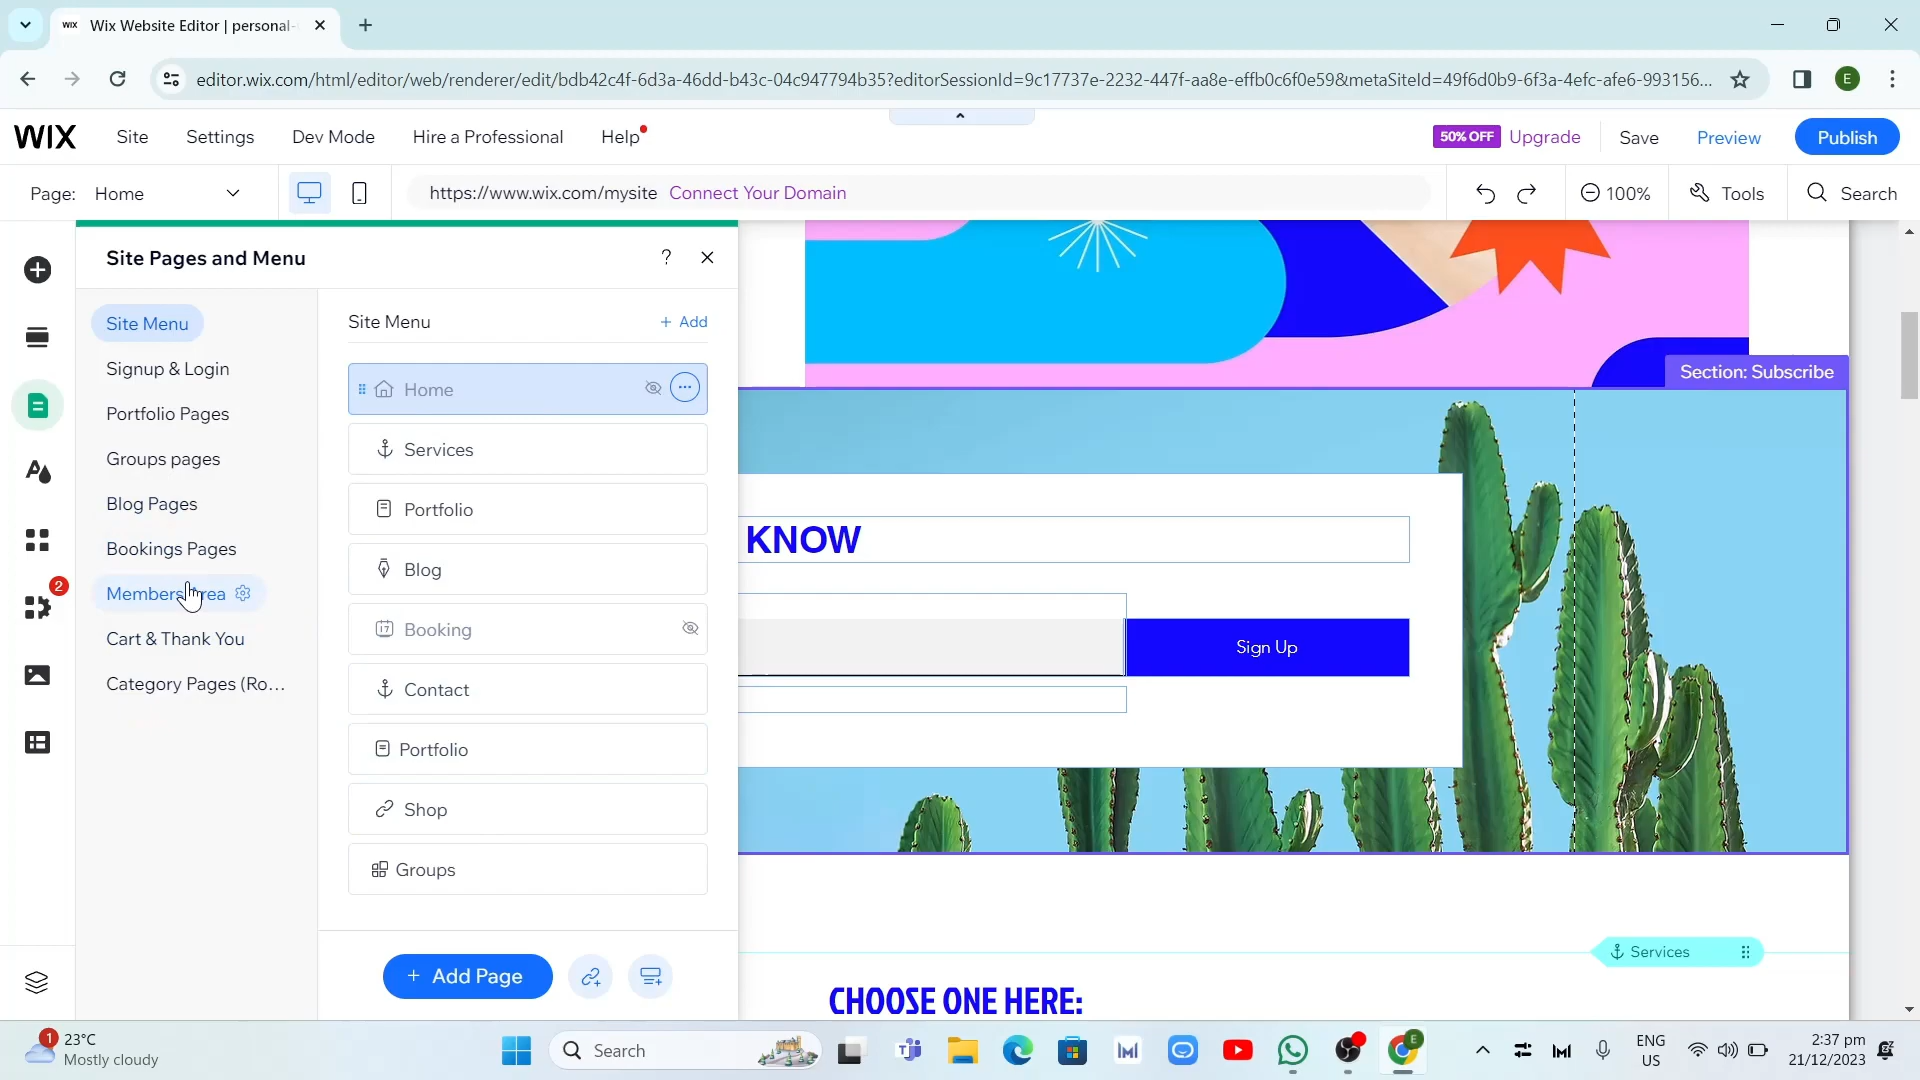 WIX Wix Website Editor | personal-
editor.wix.com/html/editor/web/renderer/edit/bdb42c4f-6d3a-46dd-b43c-04c947794b35?editorSessionId=9c17737e-2232-447f-aa8e-effb0c6f0e59&metaSiteId=49f6d0b9-6f3a-4efc-afe6-993156...
E
WIX Site Settings Dev Mode Hire a Professional Help 50% OFF Upgrade Save Preview Publish
Page: Home https://www.wix.com/mysite Connect Your Domain 100% Tools Search
Site Pages and Menu ?
Site Menu
Signup & Login
Portfolio Pages
Groups pages
Blog Pages
Bookings Pages
Cart & Thank You
Category Pages (Ro...
2
Site Menu + Add
Home
Services
Portfolio
Blog
17 Booking
Contact
Portfolio
Shop
Groups
+ Add Page
Section: Subscribe
KNOW
Sign Up
Services
CHOOSE ONE HERE:
1 23°C
Mostly cloudy
Search
E
ENG
US
2:37 pm
21/12/2023